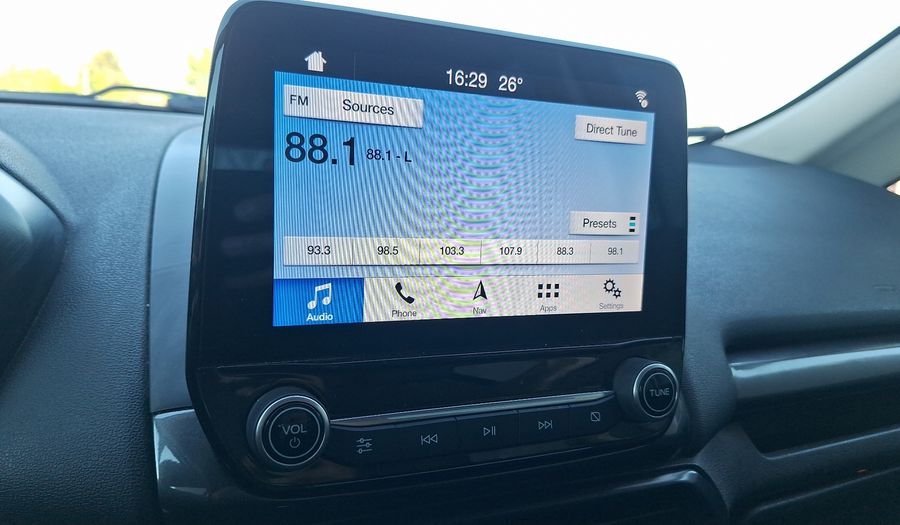 16:29 26°
FM Sources
Direct Tune
88.1 88.1 - L
Presets
93.3 98.5 103.3 107.9 88.3 98.1
Audio Phone Nav Apps Settings
VOL
TUNE